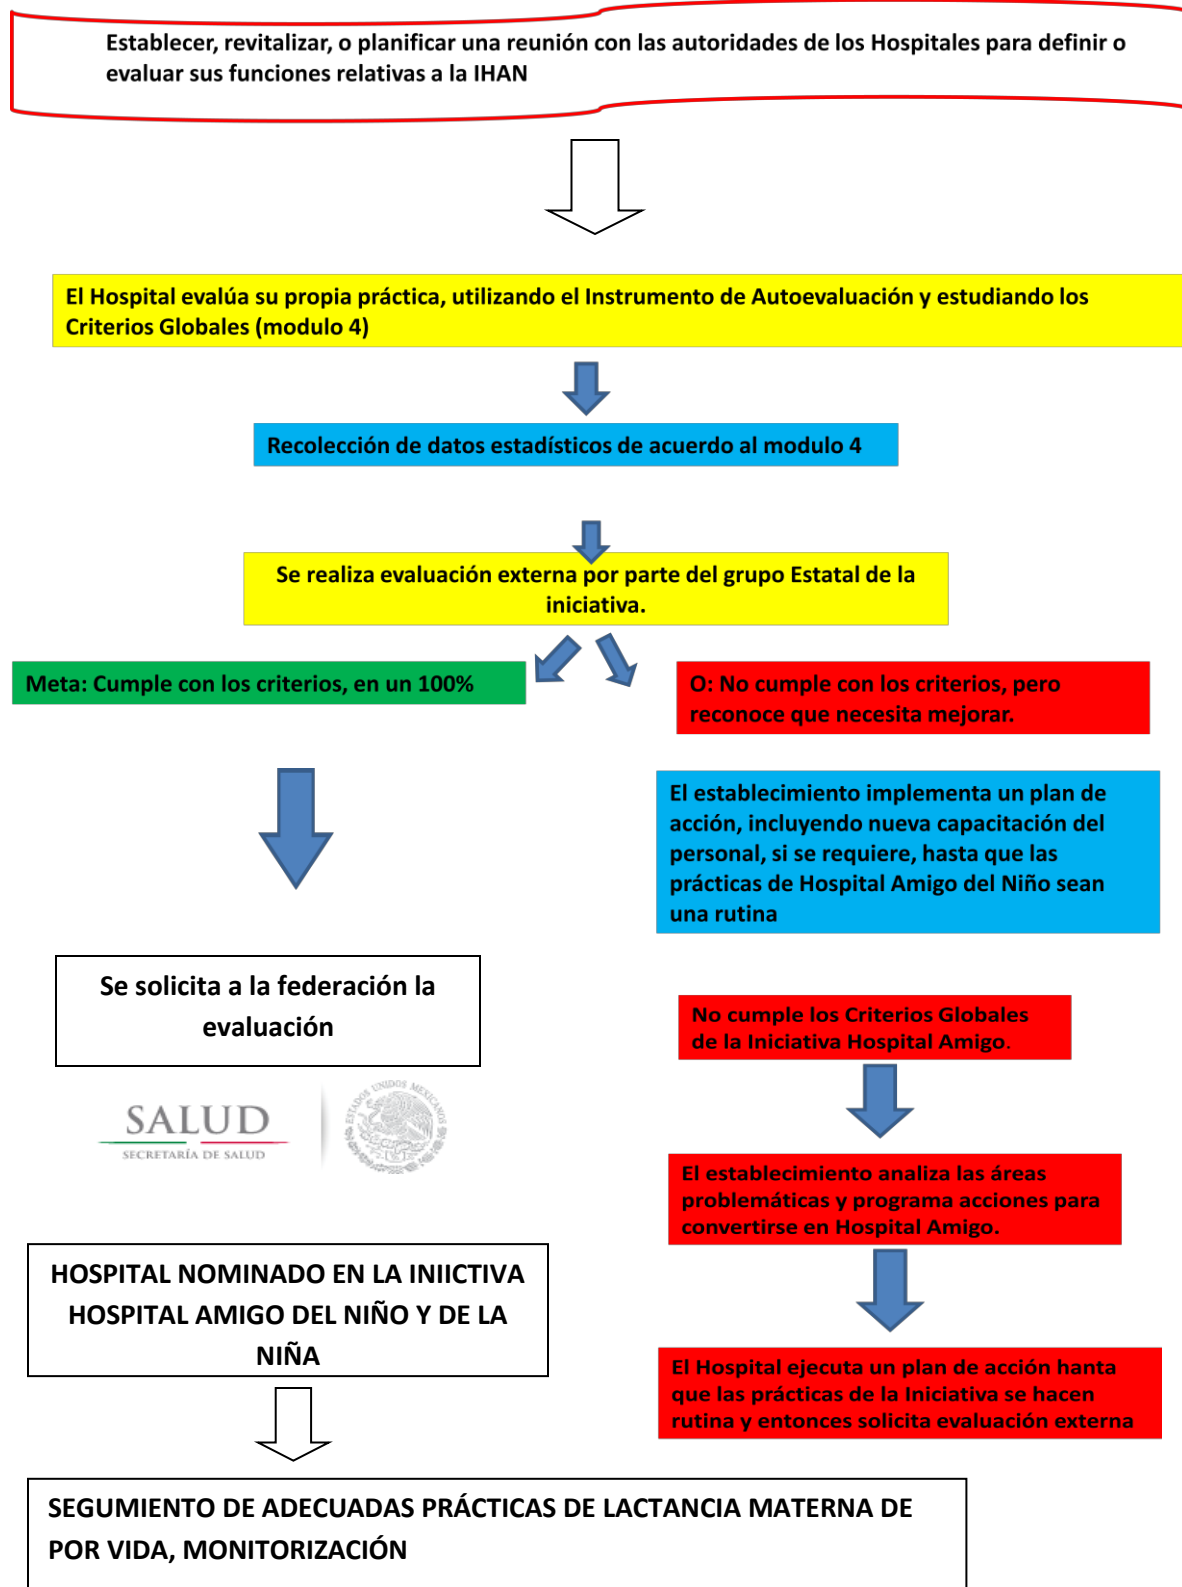 Establecer, revitalizar, o planificar una reunión con las autoridades de los Hospitales para definir o
evaluar sus funciones relativas a la IHAN
El Hospital evalúa su propia práctica, utilizando el Instrumento de Autoevaluación y estudiando los
Criterios Globales (modulo 4)
Recolección de datos estadísticos de acuerdo al modulo 4
Se realiza evaluación externa por parte del grupo Estatal de la
iniciativa.
Meta: Cumple con los criterios, en un 100%
O: No cumple con los criterios, pero
reconoce que necesita mejorar.
El establecimiento implementa un plan de
acción, incluyendo nueva capacitación del
personal, si se requiere, hasta que las
prácticas de Hospital Amigo del Niño sean
una rutina
Se solicita a la federación la
evaluación
SALUD
SECRETARÍA DE SALUD
ESTADOS UNIDOS MEXICANOS
No cumple los Criterios Globales
de la Iniciativa Hospital Amigo.
El establecimiento analiza las áreas
problemáticas y programa acciones para
convertirse en Hospital Amigo.
El Hospital ejecuta un plan de acción hanta
que las prácticas de la Iniciativa se hacen
rutina y entonces solicita evaluación externa
HOSPITAL NOMINADO EN LA INIICTIVA
HOSPITAL AMIGO DEL NIÑO Y DE LA
NIÑA
SEGUMIENTO DE ADECUADAS PRÁCTICAS DE LACTANCIA MATERNA DE
POR VIDA, MONITORIZACIÓN